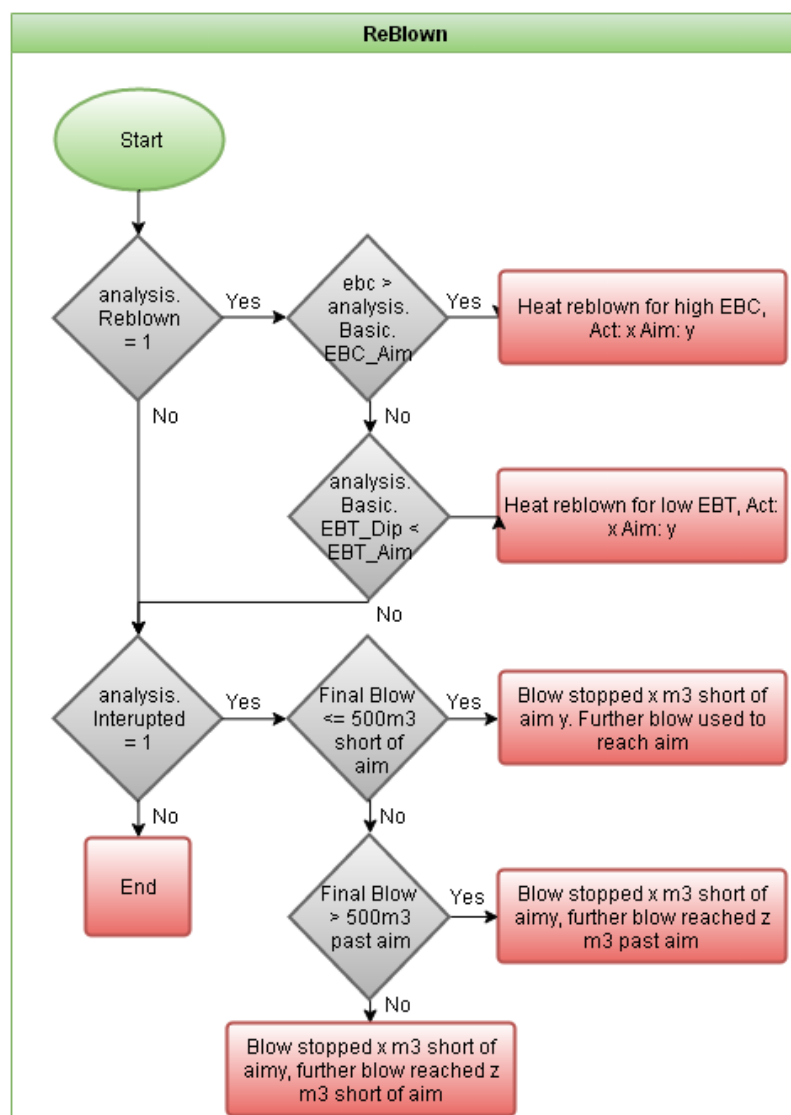 ReBlown
Start
analysis.
Reblown
= 1
Yes
ebc >
analysis.
Basic.
EBC_Aim
Yes
Heat reblown for high EBC,
Act: x Aim: y
No
No
analysis.
Basic.
EBT_Dip <
EBT_Aim
Heat reblown for low EBT, Act:
x Aim: y
No
analysis.
Interupted
= 1
Yes
Final Blow
<= 500m3
short of
aim
Yes
Blow stopped x m3 short of
aim y. Further blow used to
reach aim
No
No
End
Final Blow
> 500m3
past aim
Yes
Blow stopped x m3 short of
aimy, further blow reached z
m3 past aim
No
Blow stopped x m3 short of
aimy, further blow reached z
m3 short of aim